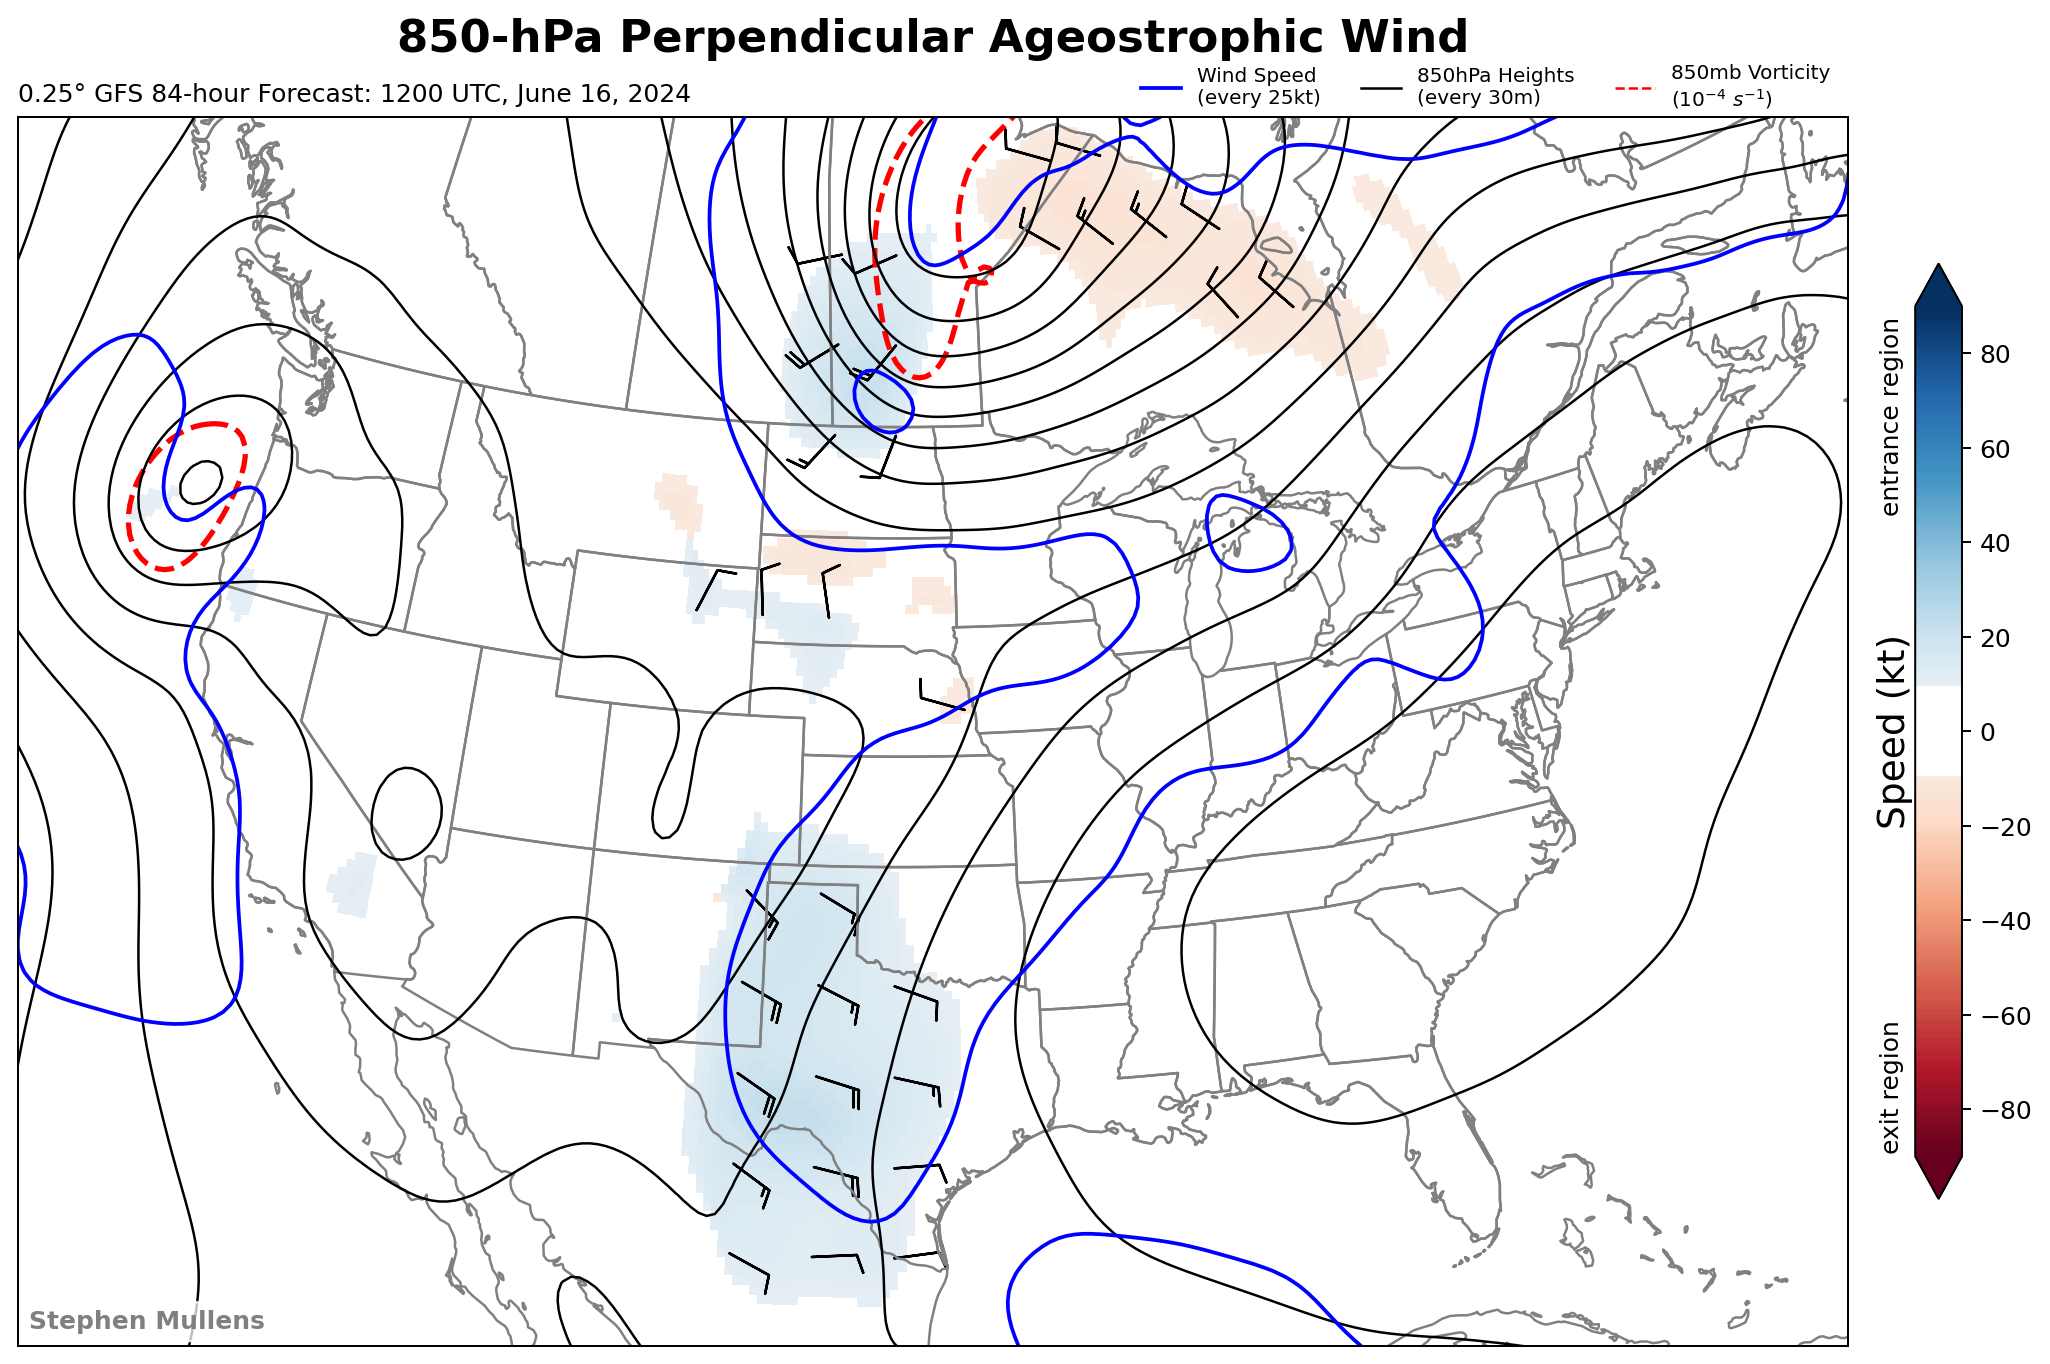 850-hPa Perpendicular Ageostrophic Wind
0.25° GFS 84-hour Forecast: 1200 UTC, June 16, 2024
Wind Speed
(every 25kt)
850hPa Heights
(every 30m)
850mb Vorticity
(10⁻⁴ s⁻¹)
entrance region
Speed (kt)
exit region
80
60
40
20
0
−20
−40
−60
−80
Stephen Mullens